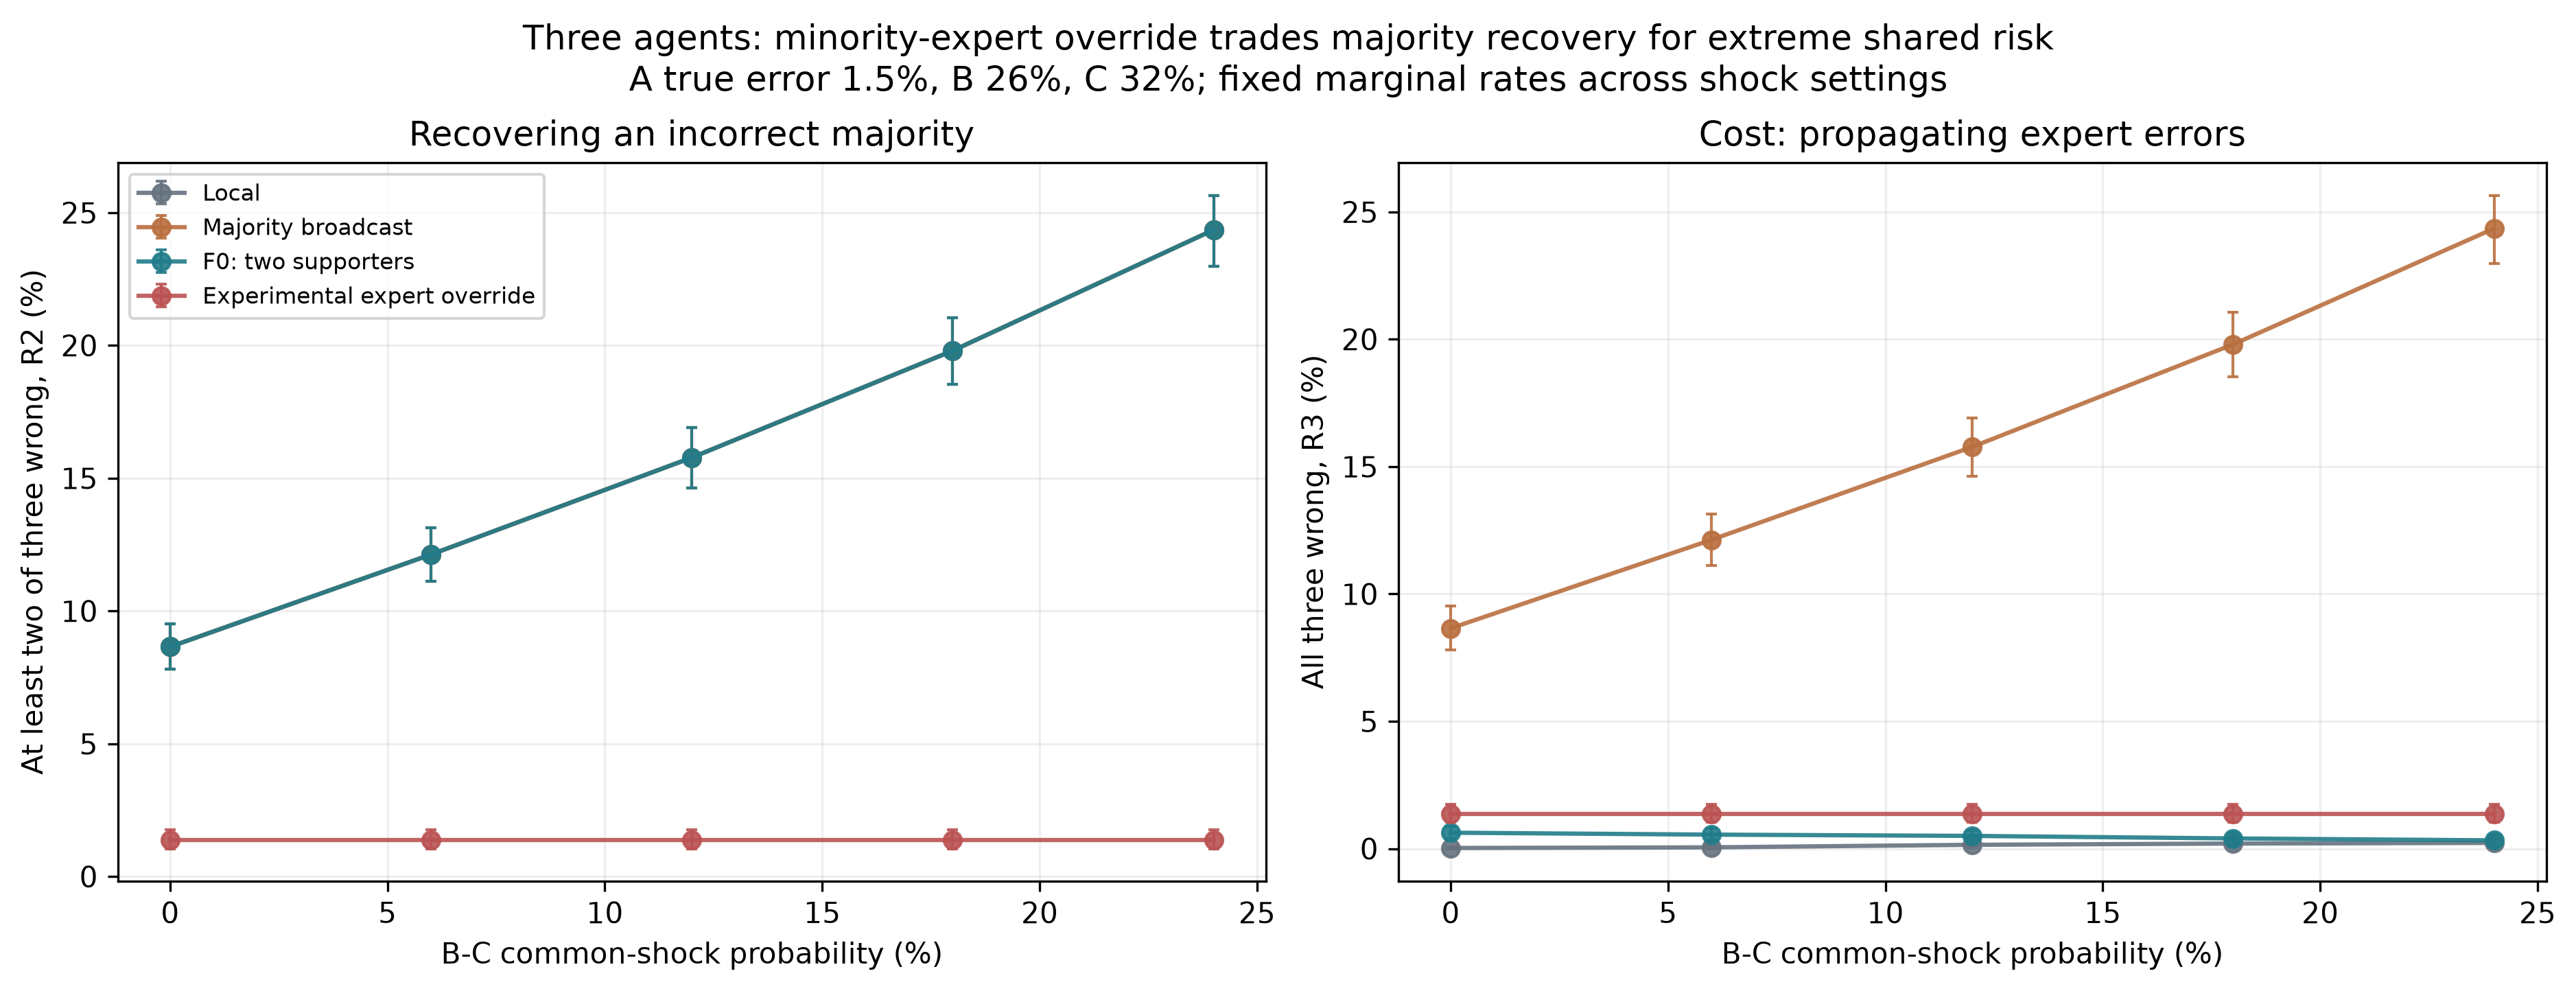 Three agents: minority-expert override trades majority recovery for extreme shared risk
A true error 1.5%, B 26%, C 32%; fixed marginal rates across shock settings
Recovering an incorrect majority
At least two of three wrong, R2 (%)
25
20
15
10
5
0
Local
Majority broadcast
F0: two supporters
Experimental expert override
0 5 10 15 20 25
B-C common-shock probability (%)
Cost: propagating expert errors
All three wrong, R3 (%)
25
20
15
10
5
0
0 5 10 15 20 25
B-C common-shock probability (%)